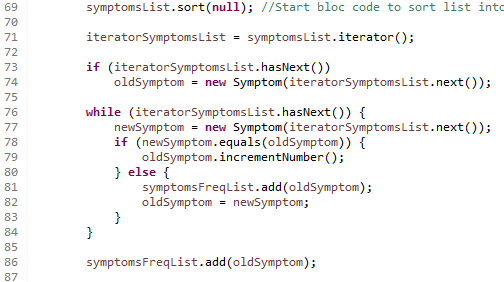 69 symptomsList.sort(null); //Start bloc code to sort list into
70
71 iteratorSymptomsList = symptomsList.iterator();
72
73 if (iteratorSymptomsList.hasNext())
74 oldSymptom = new Symptom(iteratorSymptomsList.next());
75
76 while (iteratorSymptomsList.hasNext()) {
77 newSymptom = new Symptom(iteratorSymptomsList.next());
78 if (newSymptom.equals(oldSymptom)) {
79 oldSymptom.incrementNumber();
80 } else {
81 symptomsFreqList.add(oldSymptom);
82 oldSymptom = newSymptom;
83 }
84 }
85
86 symptomsFreqList.add(oldSymptom);
87